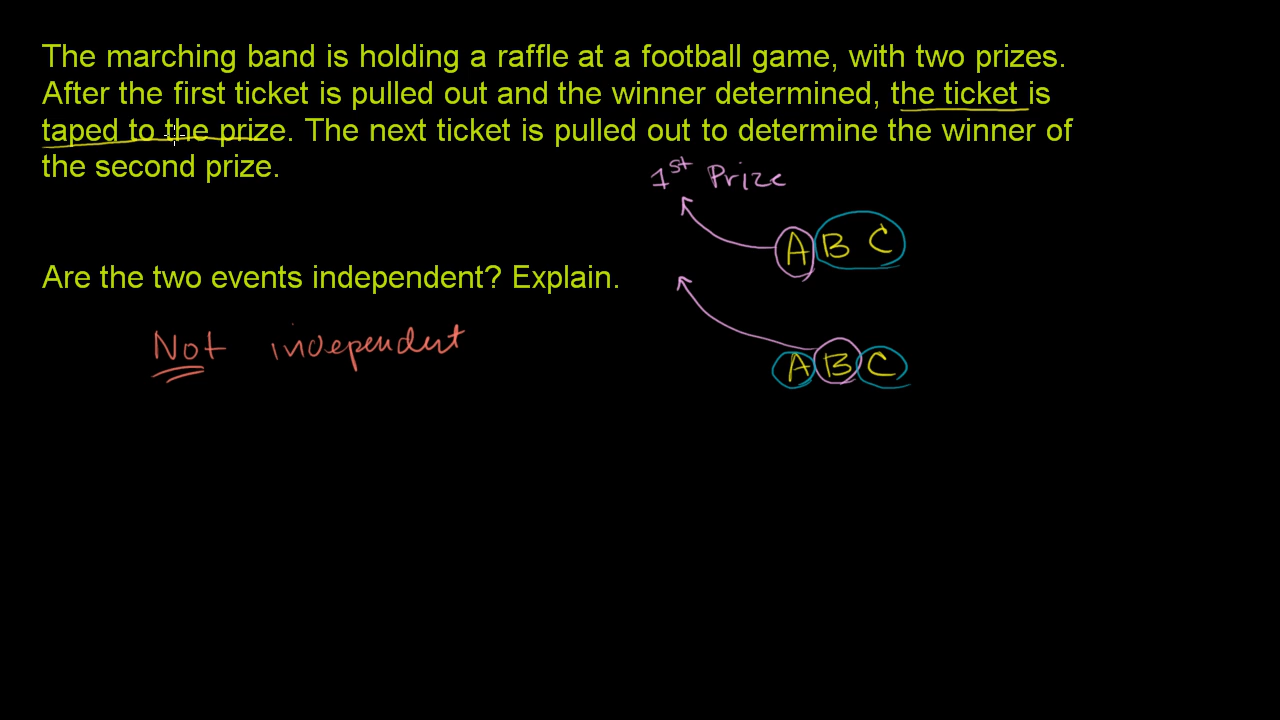 The marching band is holding a raffle at a football game, with two prizes.
After the first ticket is pulled out and the winner determined, the ticket is
taped to the prize. The next ticket is pulled out to determine the winner of
the second prize.
1st Prize
A B C
Are the two events independent? Explain.
Not independent
A B C